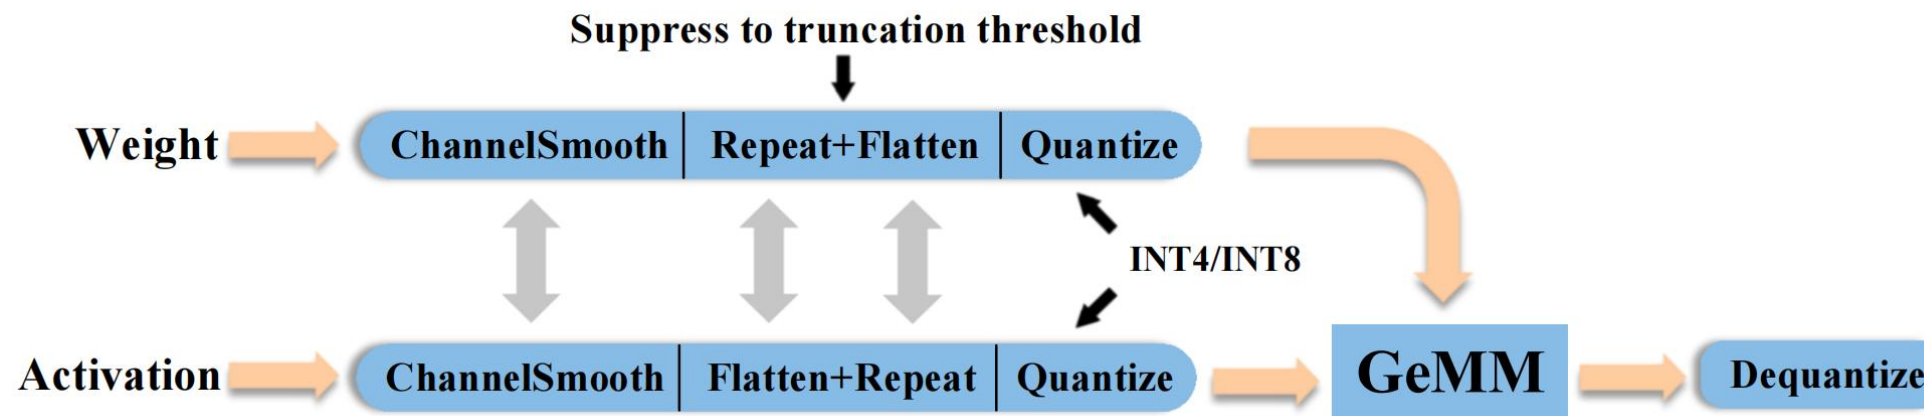 Suppress to truncation threshold
Weight ChannelSmooth Repeat+Flatten Quantize
INT4/INT8
Activation ChannelSmooth Flatten+Repeat Quantize GeMM Dequantize